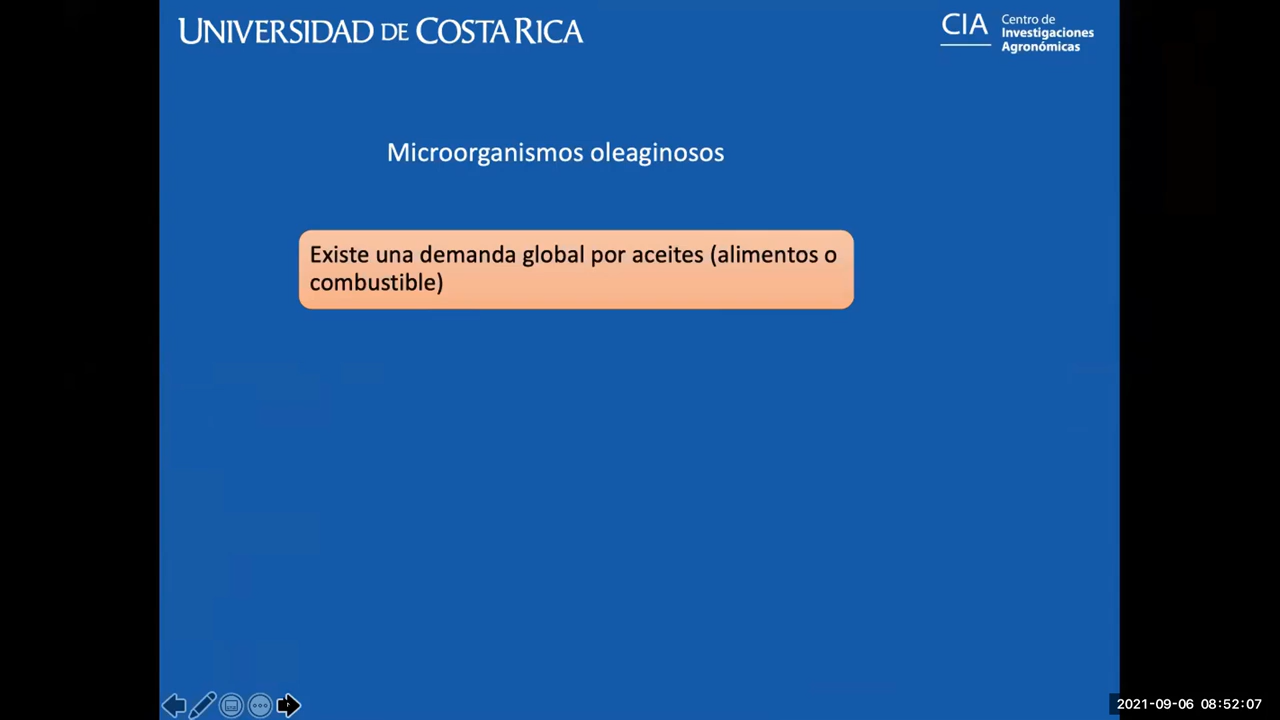 UNIVERSIDAD DE COSTA RICA
CIA
Centro de
Investigaciones
Agronómicas
Microorganismos oleaginosos
Existe una demanda global por aceites (alimentos o
combustible)
2021-09-06 08:52:07